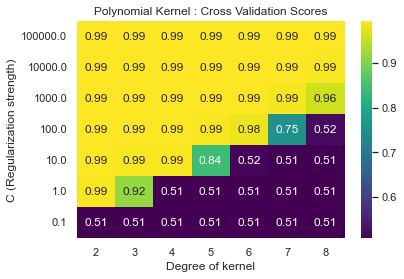 Polynomial Kernel : Cross Validation Scores
100000.0 0.99 0.99 0.99 0.99 0.99 0.99 0.99
10000.0 0.99 0.99 0.99 0.99 0.99 0.99 0.99
1000.0 0.99 0.99 0.99 0.99 0.99 0.99 0.96
100.0 0.99 0.99 0.99 0.99 0.98 0.75 0.52
10.0 0.99 0.99 0.99 0.84 0.52 0.51 0.51
1.0 0.99 0.92 0.51 0.51 0.51 0.51 0.51
0.1 0.51 0.51 0.51 0.51 0.51 0.51 0.51
2 3 4 5 6 7 8
Degree of kernel
C (Regularization strength)
0.9
0.8
0.7
0.6